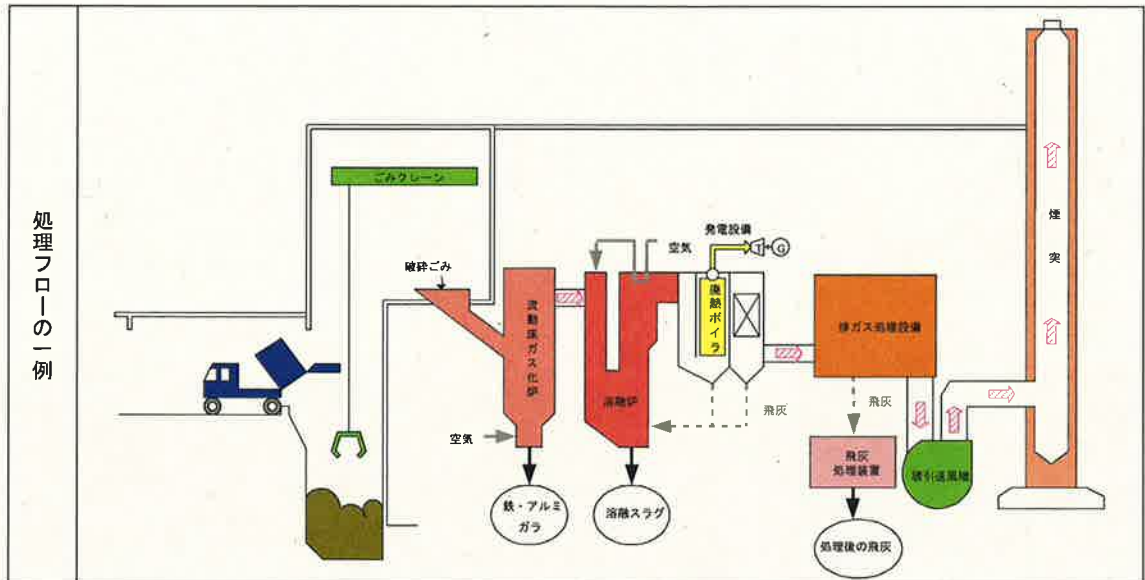 処理フローの一例
ごみクレーン
破砕ごみ
流動床ガス化炉
空気
鉄・アルミ
ガラ
溶融炉
溶融スラグ
空気
発電設備
T
G
廃熱ボイラ
飛灰
排ガス処理設備
飛灰
飛灰
処理装置
処理後の飛灰
誘引送風機
煙突